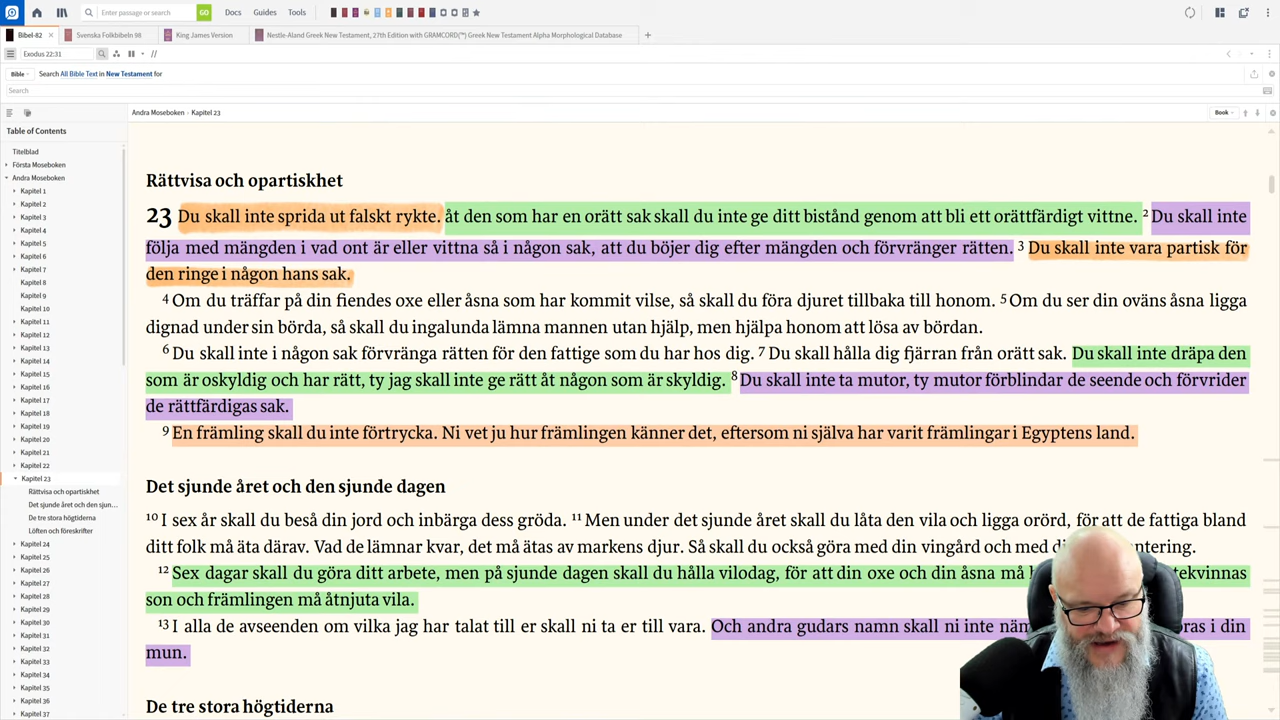 Enter passage or search
GO
Docs
Guides
Tools
Bibel-82
Svenska Folkbibeln 98
King James Version
Nestle-Aland Greek New Testament, 27th Edition with GRAMCORD(™) Greek New Testament Alpha Morphological Database
Exodus 22:31
Bible
Search All Bible Text in New Testament for
Search
Andra Moseboken › Kapitel 23
Book
Table of Contents
Titelblad
Första Moseboken
Andra Moseboken
Kapitel 1
Kapitel 2
Kapitel 3
Kapitel 4
Kapitel 5
Kapitel 6
Kapitel 7
Kapitel 8
Kapitel 9
Kapitel 10
Kapitel 11
Kapitel 12
Kapitel 13
Kapitel 14
Kapitel 15
Kapitel 16
Kapitel 17
Kapitel 18
Kapitel 19
Kapitel 20
Kapitel 21
Kapitel 22
Kapitel 23
Rättvisa och opartiskhet
Det sjunde året och den sjun...
De tre stora högtiderna
Löften och föreskrifter
Kapitel 24
Kapitel 25
Kapitel 26
Kapitel 27
Kapitel 28
Kapitel 29
Kapitel 30
Kapitel 31
Kapitel 32
Kapitel 33
Kapitel 34
Kapitel 35
Kapitel 36
Kapitel 37
Rättvisa och opartiskhet
23 Du skall inte sprida ut falskt rykte. åt den som har en orätt sak skall du inte ge ditt bistånd genom att bli ett orättfärdigt vittne. 2 Du skall inte
följa med mängden i vad ont är eller vittna så i någon sak, att du böjer dig efter mängden och förvränger rätten. 3 Du skall inte vara partisk för
den ringe i någon hans sak.
4 Om du träffar på din fiendes oxe eller åsna som har kommit vilse, så skall du föra djuret tillbaka till honom. 5 Om du ser din oväns åsna ligga
dignad under sin börda, så skall du ingalunda lämna mannen utan hjälp, men hjälpa honom att lösa av bördan.
6 Du skall inte i någon sak förvränga rätten för den fattige som du har hos dig. 7 Du skall hålla dig fjärran från orätt sak. Du skall inte dräpa den
som är oskyldig och har rätt, ty jag skall inte ge rätt åt någon som är skyldig. 8 Du skall inte ta mutor, ty mutor förblindar de seende och förvrider
de rättfärdigas sak.
9 En främling skall du inte förtrycka. Ni vet ju hur främlingen känner det, eftersom ni själva har varit främlingar i Egyptens land.
Det sjunde året och den sjunde dagen
10 I sex år skall du beså din jord och inbärga dess gröda. 11 Men under det sjunde året skall du låta den vila och ligga orörd, för att de fattiga bland
ditt folk må äta därav. Vad de lämnar kvar, det må ätas av markens djur. Så skall du också göra med din vingård och med di antering.
12 Sex dagar skall du göra ditt arbete, men på sjunde dagen skall du hålla vilodag, för att din oxe och din åsna må h tekvinnas
son och främlingen må åtnjuta vila.
13 I alla de avseenden om vilka jag har talat till er skall ni ta er till vara. Och andra gudars namn skall ni inte näm oras i din
mun.
De tre stora högtiderna